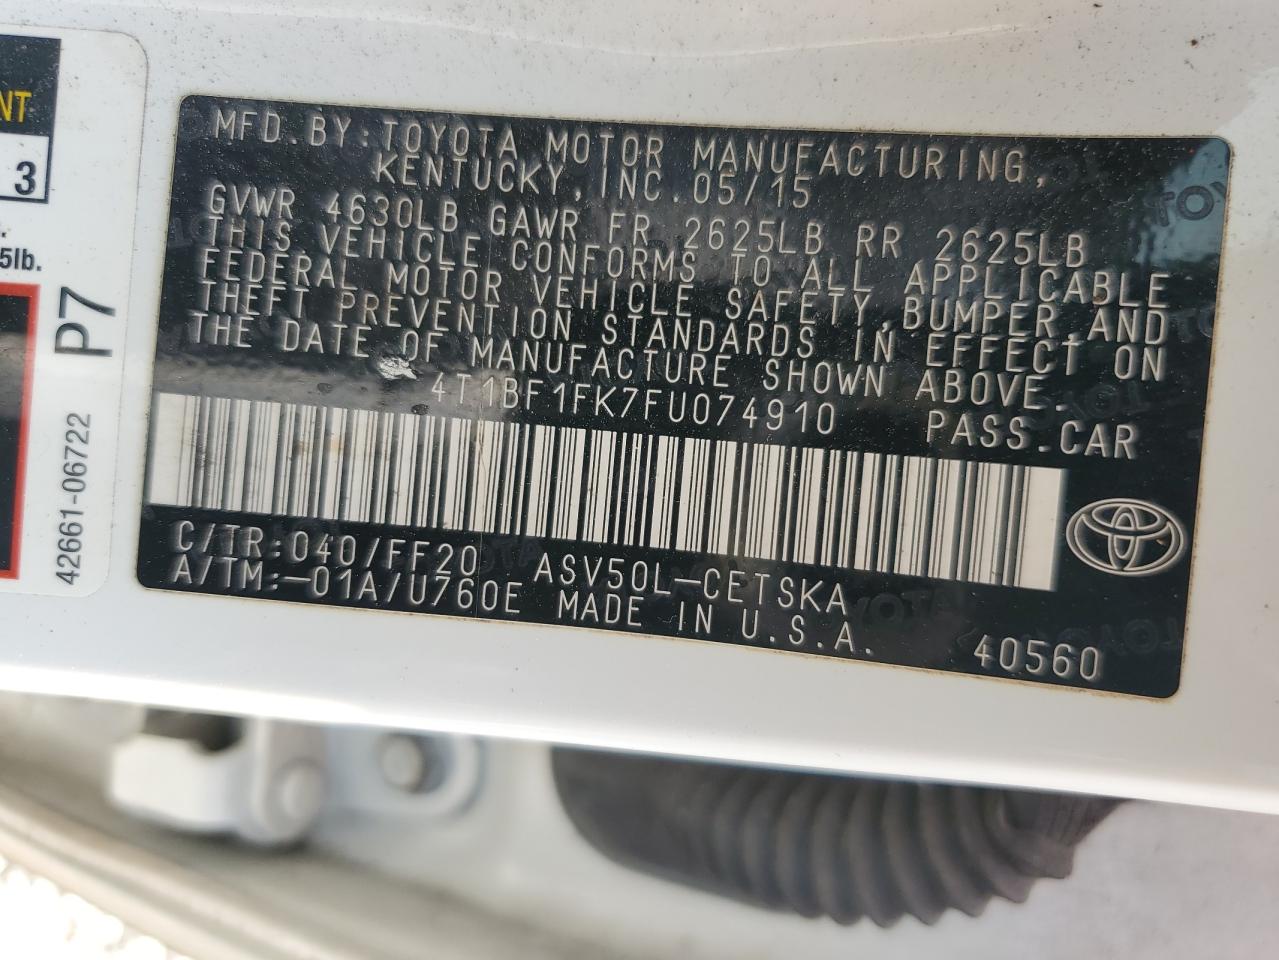 NT
3
5lb.
P7
42661-06722
MFD.BY:TOYOTA MOTOR MANUFACTURING,
KENTUCKY,INC.05/15
GVWR 4630LB GAWR FR 2625LB RR 2625LB
THIS VEHICLE CONFORMS TO ALL APPLICABLE
FEDERAL MOTOR VEHICLE SAFETY,BUMPER,AND
THEFT PREVENTION STANDARDS IN EFFECT ON
THE DATE OF MANUFACTURE SHOWN ABOVE.
4T1BF1FK7FU074910 PASS.CAR
C/TR:040/FF20 ASV50L-CETSKA
A/TM:-01A/U760E MADE IN U.S.A. 40560